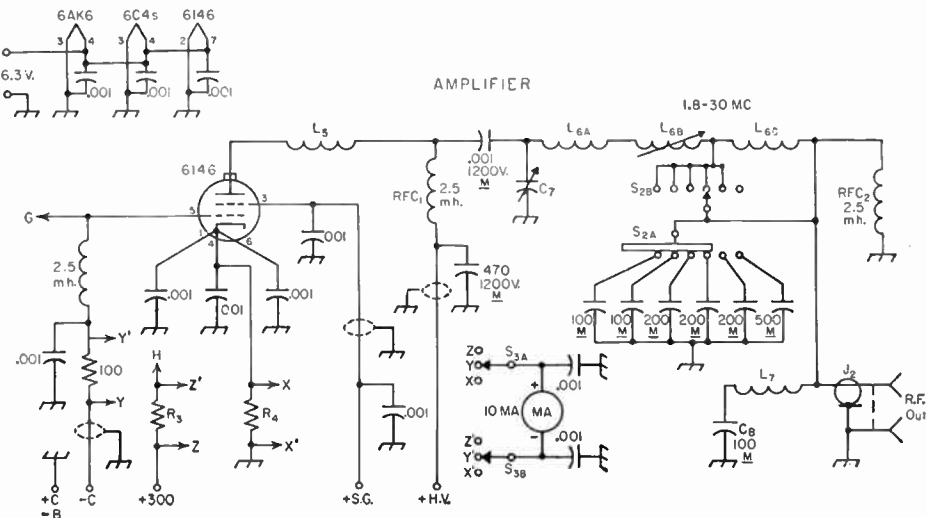 6AK6 6C4s 6146
3 4 3 4 2 7
6.3 V.
.001 .001 .001
AMPLIFIER
1.8-30 MC
L5
L6A L6B L6C
.001
1200V.
M
C7
6146
3
5
1
4
6
G
RFC1
2.5
mh.
S2B
RFC2
2.5
mh.
2.5
mh.
.001
.001
.001
.001
470
1200V.
M
S2A
100 100 200 200 200 500
M M M M M M
.001
Y'
100
Y
H
Z'
R3
Z
X
R4
X'
.001
Z
Y
X
S3A
.001
+
10 MA
MA
-
.001
Z'
Y'
X'
S3B
L7
C8
100
M
J2
R.F.
Out
+C
-B
-C
+300
+S.G.
+H.V.